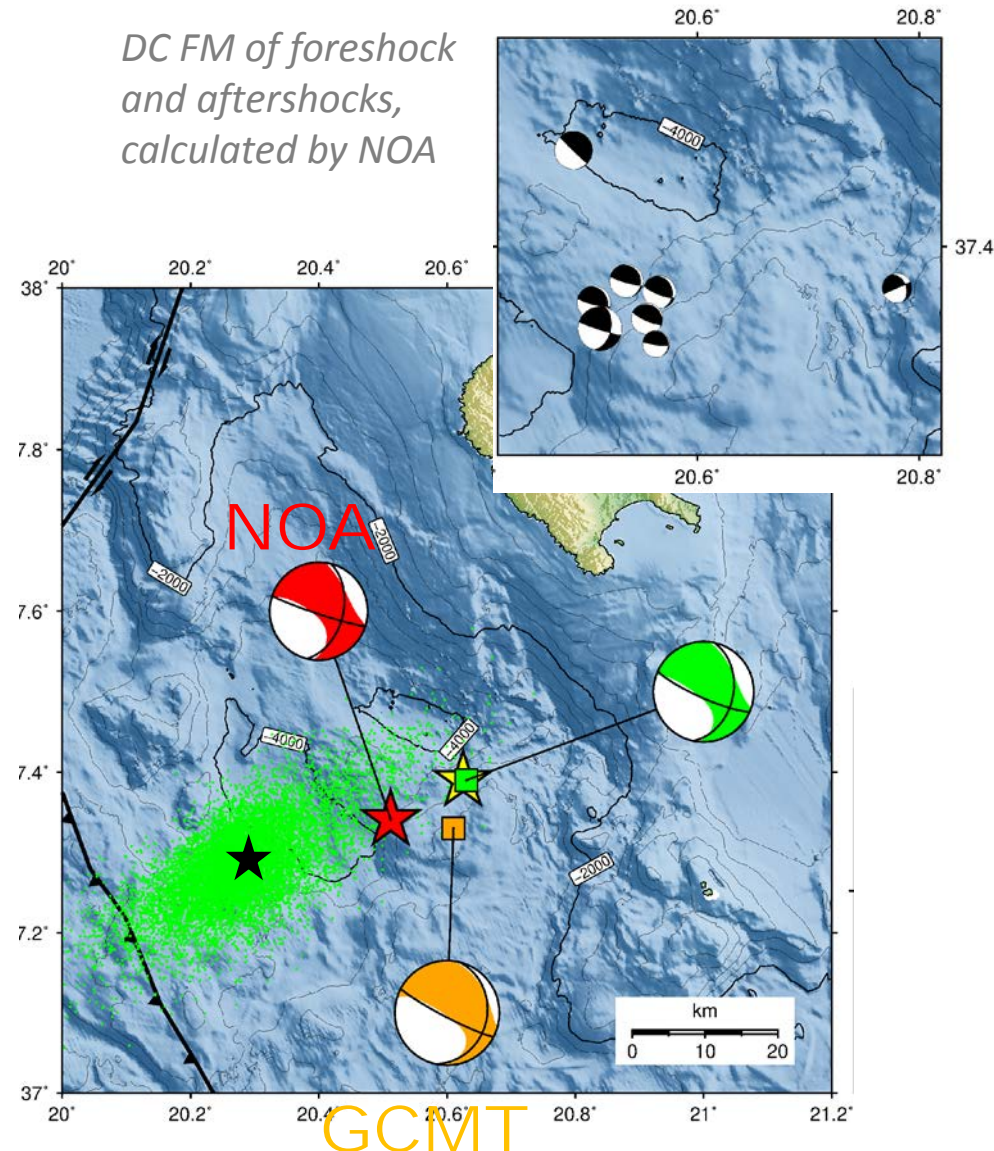 DC FM of foreshock
and aftershocks,
calculated by NOA
20.6˚ 20.8˚
-4000
37.4
20.6˚ 20.8˚
20˚ 20.2˚ 20.4˚ 20.6˚
38˚
7.8˚
NOA
-2000
-2000
7.6˚
-4000
-4000
7.4˚
-2000
7.2˚
km
0 10 20
37˚
20˚ 20.2˚ 20.4˚ 20.6˚ 20.8˚ 21˚ 21.2˚
GCMT